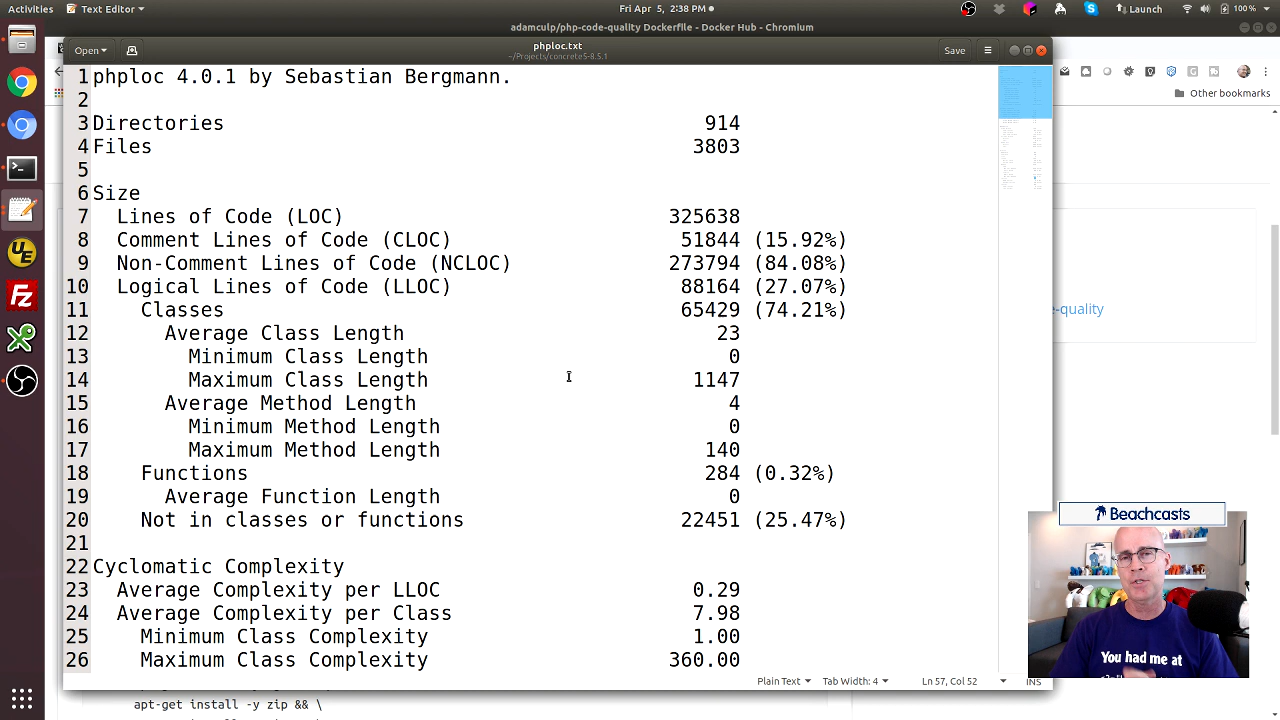 Activities
Text Editor
Fri Apr 5, 2:38 PM
Launch
100%
adamculp/php-code-quality Dockerfile - Docker Hub - Chromium
Open
phploc.txt
~/Projects/concrete5-8.5.1
Save
Other bookmarks
1 phploc 4.0.1 by Sebastian Bergmann.
2
3 Directories 914
4 Files 3803
5
6 Size
7 Lines of Code (LOC) 325638
8 Comment Lines of Code (CLOC) 51844 (15.92%)
9 Non-Comment Lines of Code (NCLOC) 273794 (84.08%)
10 Logical Lines of Code (LLOC) 88164 (27.07%)
11 Classes 65429 (74.21%)
12 Average Class Length 23
13 Minimum Class Length 0
14 Maximum Class Length 1147
15 Average Method Length 4
16 Minimum Method Length 0
17 Maximum Method Length 140
18 Functions 284 (0.32%)
19 Average Function Length 0
20 Not in classes or functions 22451 (25.47%)
21
22 Cyclomatic Complexity
23 Average Complexity per LLOC 0.29
24 Average Complexity per Class 7.98
25 Minimum Class Complexity 1.00
26 Maximum Class Complexity 360.00
e-quality
UE
Fz
Beachcasts
You had me at
Plain Text
Tab Width: 4
Ln 57, Col 52
INS
apt-get install -y zip && \